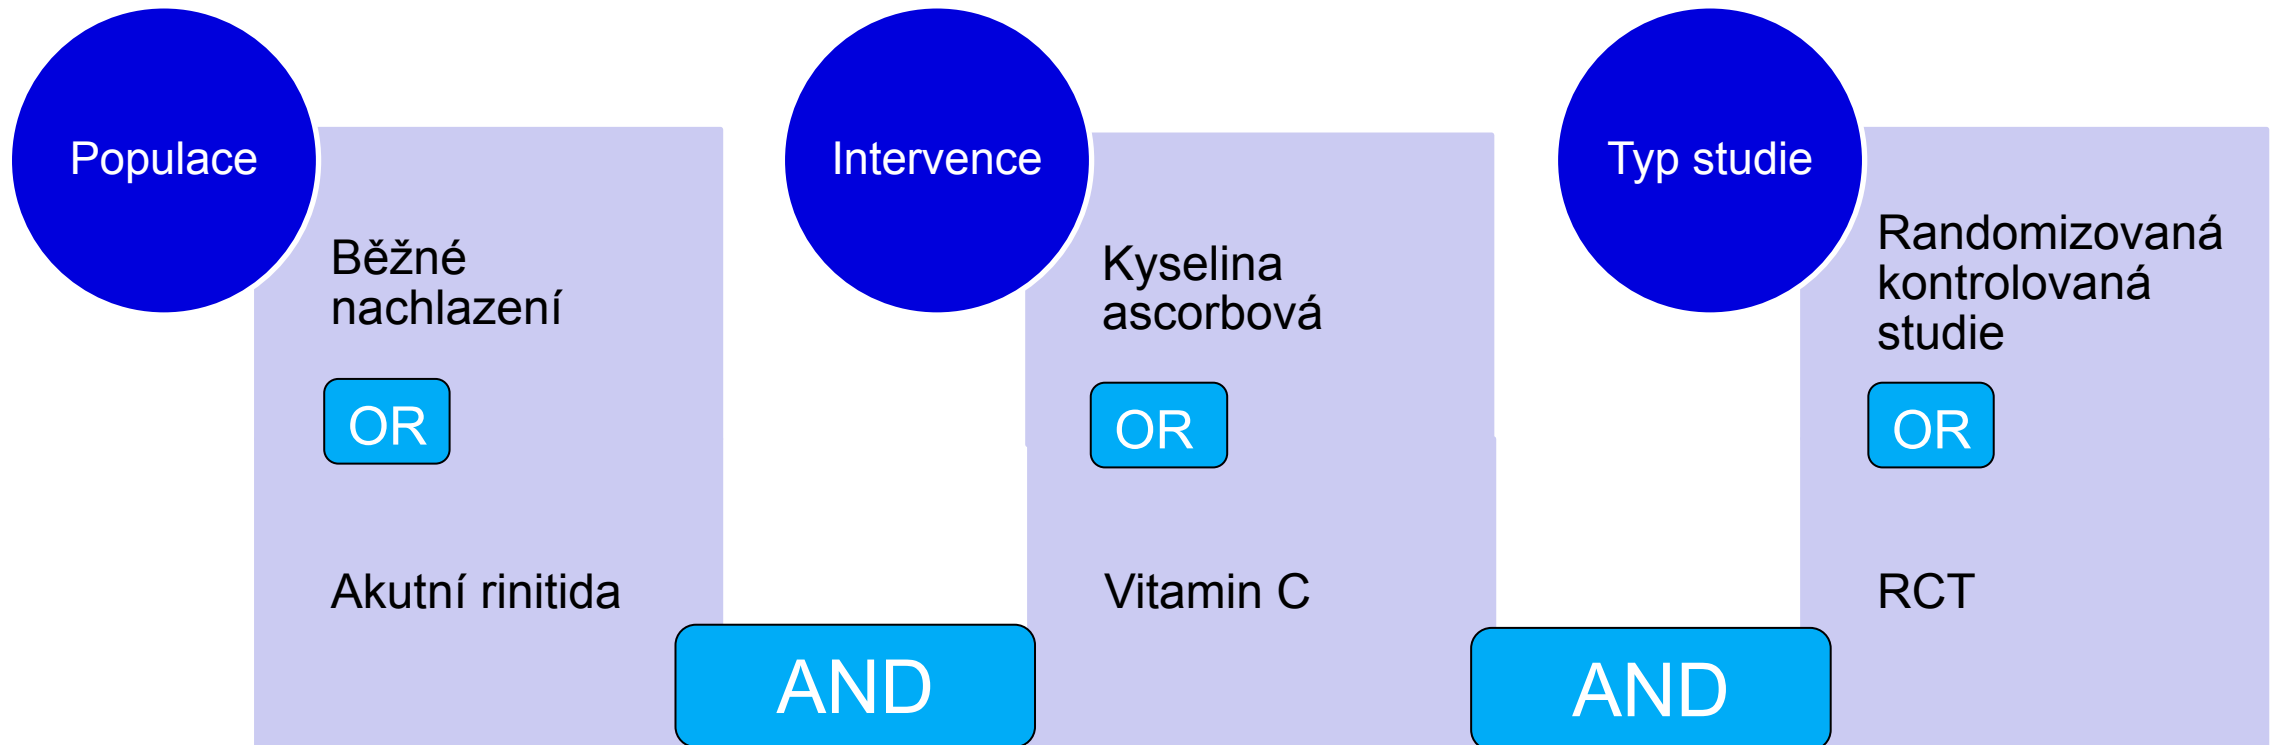 Populace
Běžné
nachlazení
OR
Akutní rinitida
AND
Intervence
Kyselina
ascorbová
OR
Vitamin C
AND
Typ studie
Randomizovaná
kontrolovaná
studie
OR
RCT